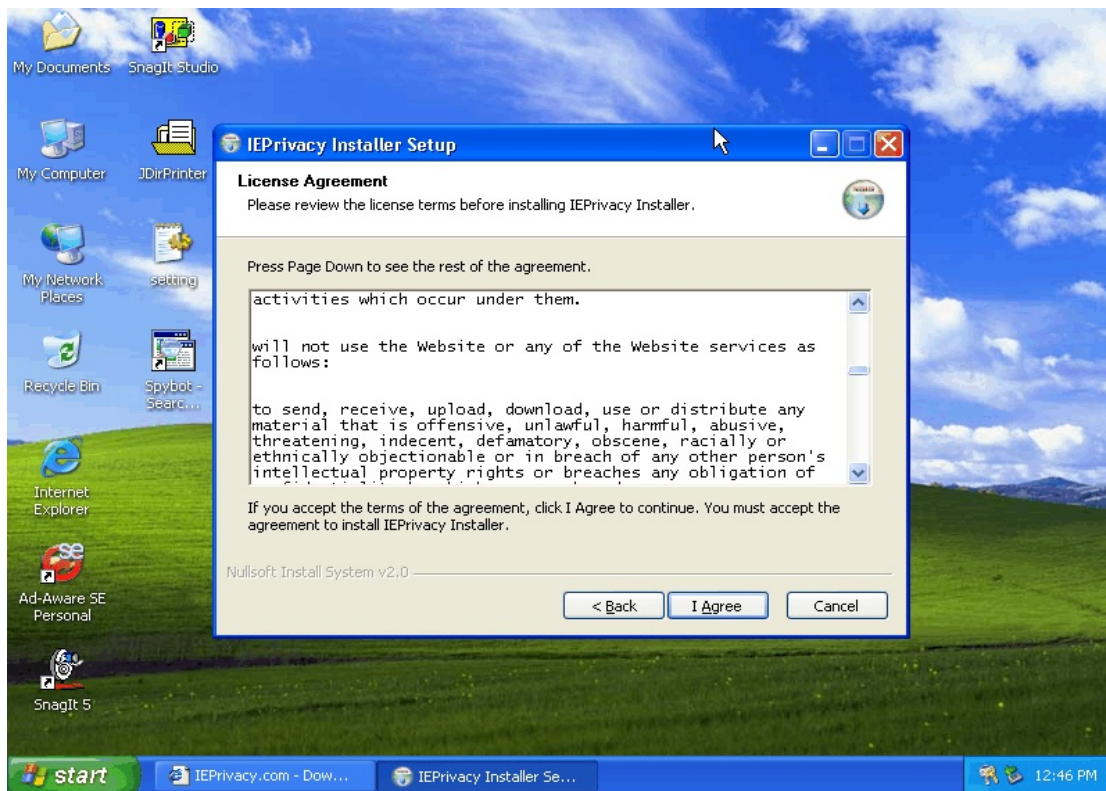 My Documents
SnagIt Studio
My Computer
JDirPrinter
My Network
Places
setting
Recycle Bin
Spybot -
Searc...
Internet
Explorer
Ad-Aware SE
Personal
SnagIt 5
IEPrivacy Installer Setup
License Agreement
Please review the license terms before installing IEPrivacy Installer.
Press Page Down to see the rest of the agreement.
activities which occur under them.
will not use the Website or any of the Website services as
follows:
to send, receive, upload, download, use or distribute any
material that is offensive, unlawful, harmful, abusive,
threatening, indecent, defamatory, obscene, racially or
ethnically objectionable or in breach of any other person's
intellectual property rights or breaches any obligation of
If you accept the terms of the agreement, click I Agree to continue. You must accept the
agreement to install IEPrivacy Installer.
Nullsoft Install System v2.0
< Back
I Agree
Cancel
start
IEPrivacy.com - Dow...
IEPrivacy Installer Se...
12:46 PM